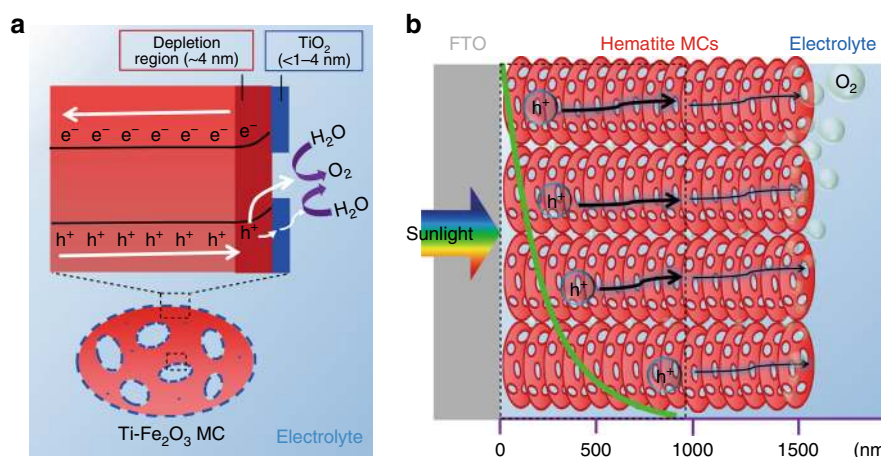 a
Depletion
region (~4 nm)
TiO₂
(<1–4 nm)
e⁻ e⁻ e⁻ e⁻ e⁻ e⁻ e⁻
H₂O
O₂
H₂O
h⁺ h⁺ h⁺ h⁺ h⁺ h⁺ h⁺
Ti-Fe₂O₃ MC
Electrolyte
b
FTO
Hematite MCs
Electrolyte
O₂
h⁺
h⁺
Sunlight
h⁺
h⁺
0 500 1000 1500 (nm